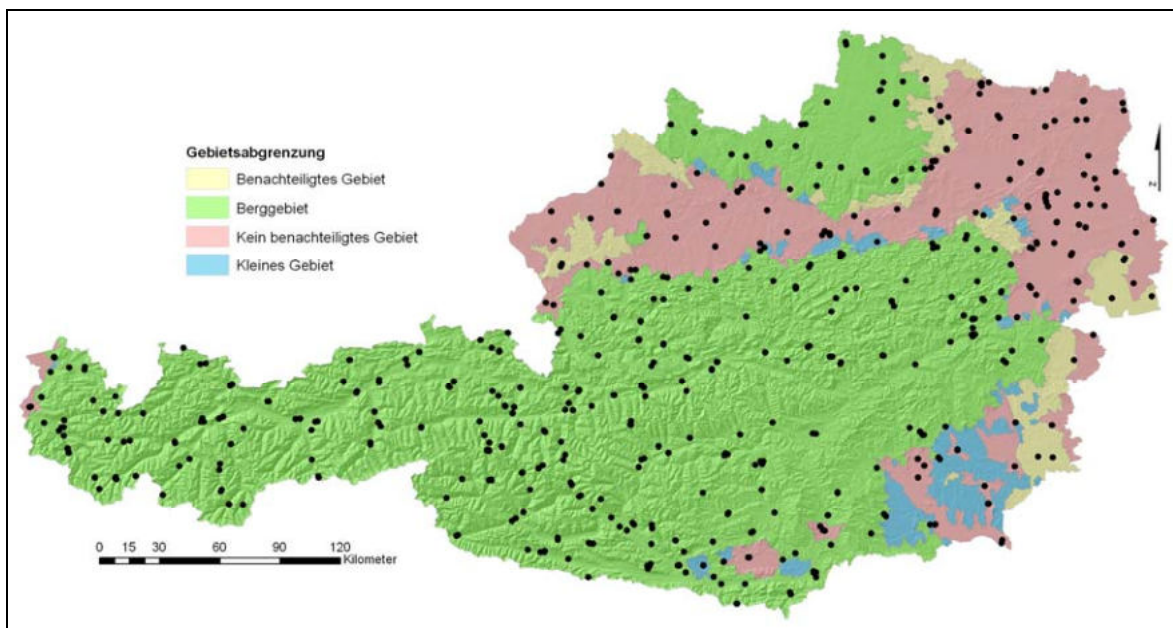 Gebietsabgrenzung
Benachteiligtes Gebiet
Berggebiet
Kein benachteiligtes Gebiet
Kleines Gebiet
N
0 15 30 60 90 120
Kilometer